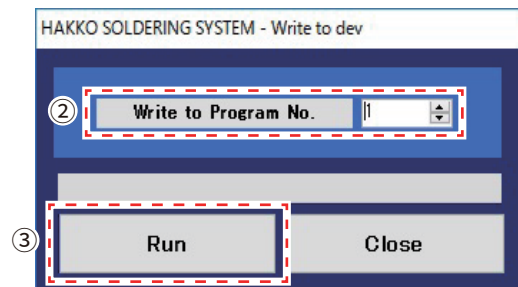 HAKKO SOLDERING SYSTEM - Write to dev
② Write to Program No. 1
③ Run Close